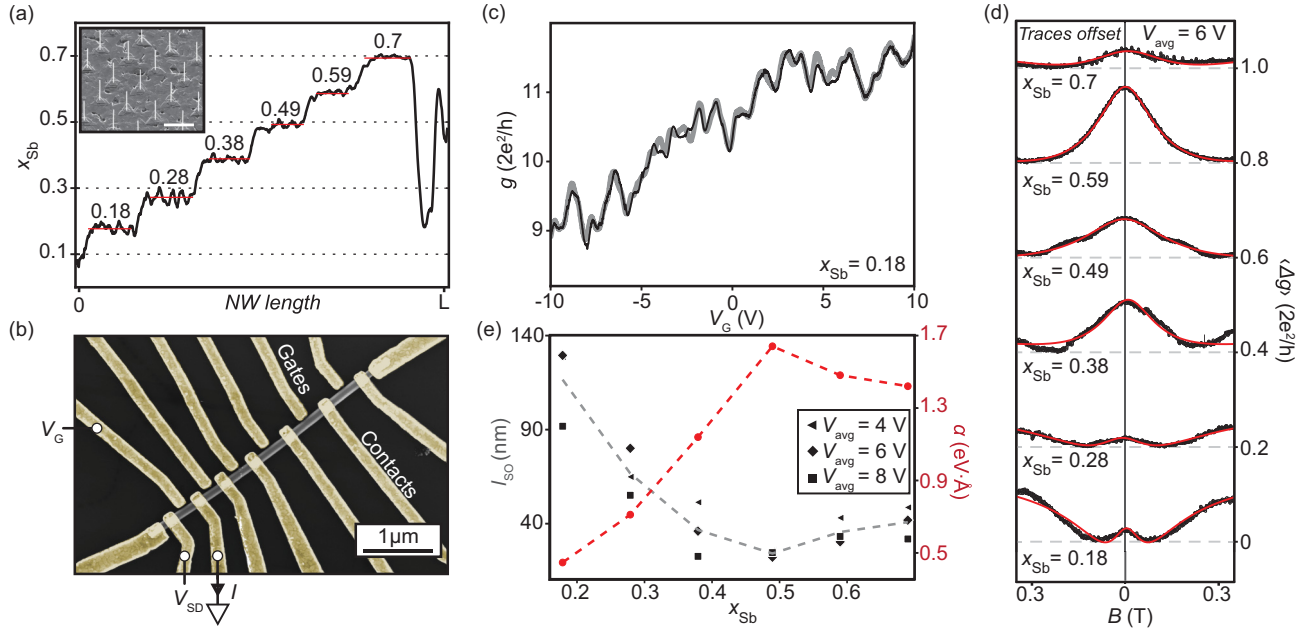 (a)
x_Sb
0.7
0.5
0.3
0.1
0.18
0.28
0.38
0.49
0.59
0.7
0
NW length
L
(b)
Gates
Contacts
V_G
1µm
V_SD
I
(c)
g (2e²/h)
11
10
9
x_Sb = 0.18
-10
-5
0
5
10
V_G (V)
(e)
140
90
40
l_SO (nm)
1.7
1.3
0.9
0.5
α (eV·Å)
V_avg = 4 V
V_avg = 6 V
V_avg = 8 V
0.2
0.3
0.4
0.5
0.6
x_Sb
(d)
Traces offset
V_avg = 6 V
1.0
x_Sb = 0.7
0.8
x_Sb = 0.59
0.6
x_Sb = 0.49
0.4
x_Sb = 0.38
0.2
x_Sb = 0.28
0
x_Sb = 0.18
‹Δg› (2e²/h)
0.3
0
0.3
B (T)